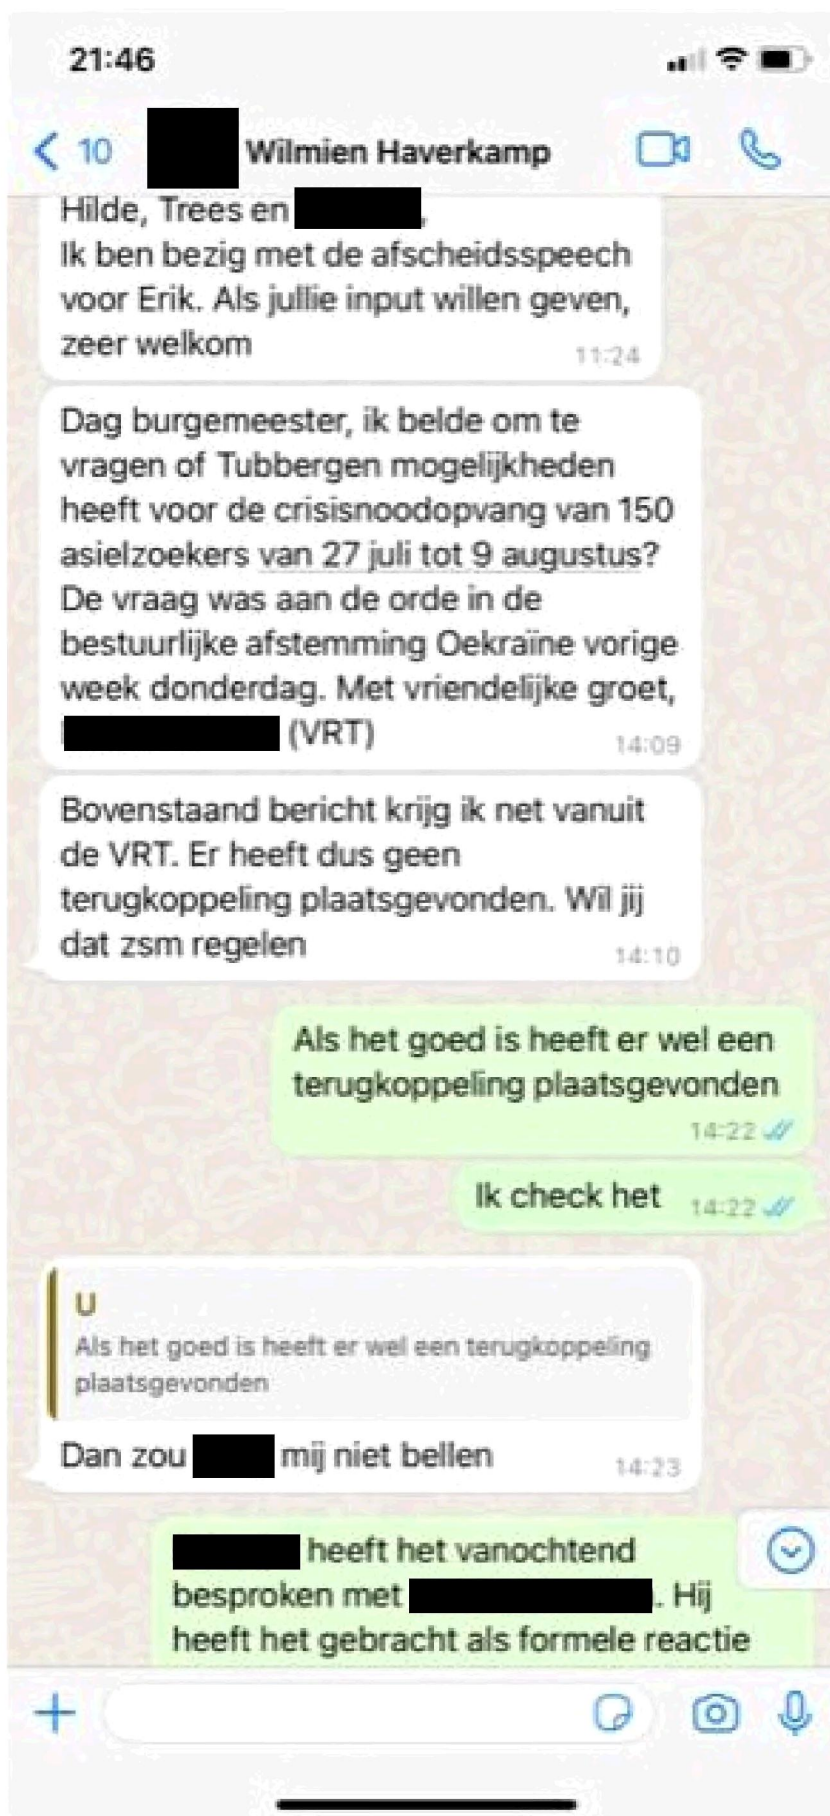 21:46
10
Wilmien Haverkamp
Hilde, Trees en ,
Ik ben bezig met de afscheidsspeech
voor Erik. Als jullie input willen geven,
zeer welkom
11:24
Dag burgemeester, ik belde om te
vragen of Tubbergen mogelijkheden
heeft voor de crisisnoodopvang van 150
asielzoekers van 27 juli tot 9 augustus?
De vraag was aan de orde in de
bestuurlijke afstemming Oekraïne vorige
week donderdag. Met vriendelijke groet,
(VRT)
14:09
Bovenstaand bericht krijg ik net vanuit
de VRT. Er heeft dus geen
terugkoppeling plaatsgevonden. Wil jij
dat zsm regelen
14:10
Als het goed is heeft er wel een
terugkoppeling plaatsgevonden
14:22
Ik check het 14:22
U
Als het goed is heeft er wel een terugkoppeling
plaatsgevonden
Dan zou mij niet bellen
14:23
heeft het vanochtend
besproken met . Hij
heeft het gebracht als formele reactie